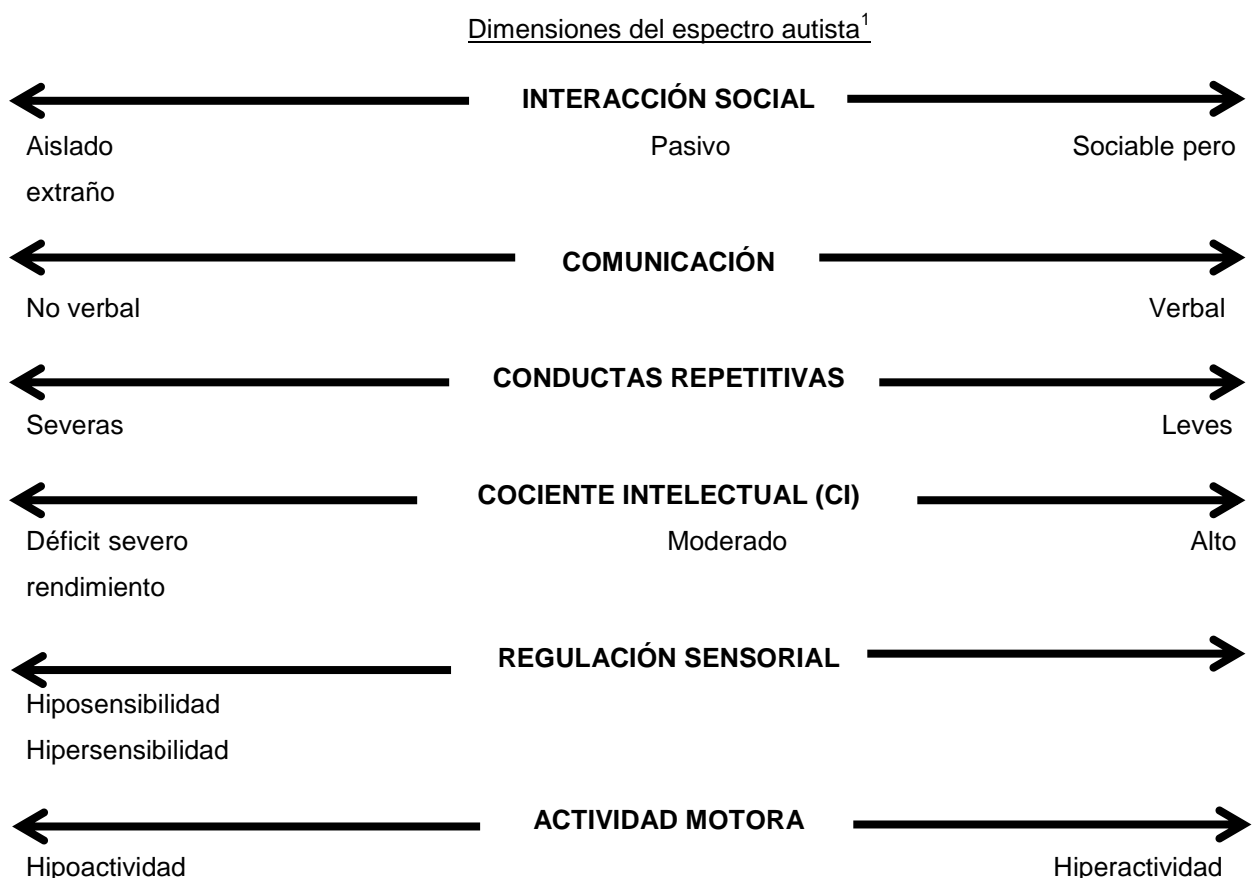 Dimensiones del espectro autista1
INTERACCIÓN SOCIAL
Aislado Pasivo Sociable pero
extraño
COMUNICACIÓN
No verbal Verbal
CONDUCTAS REPETITIVAS
Severas Leves
COCIENTE INTELECTUAL (CI)
Déficit severo Moderado Alto
rendimiento
REGULACIÓN SENSORIAL
Hiposensibilidad
Hipersensibilidad
ACTIVIDAD MOTORA
Hipoactividad Hiperactividad